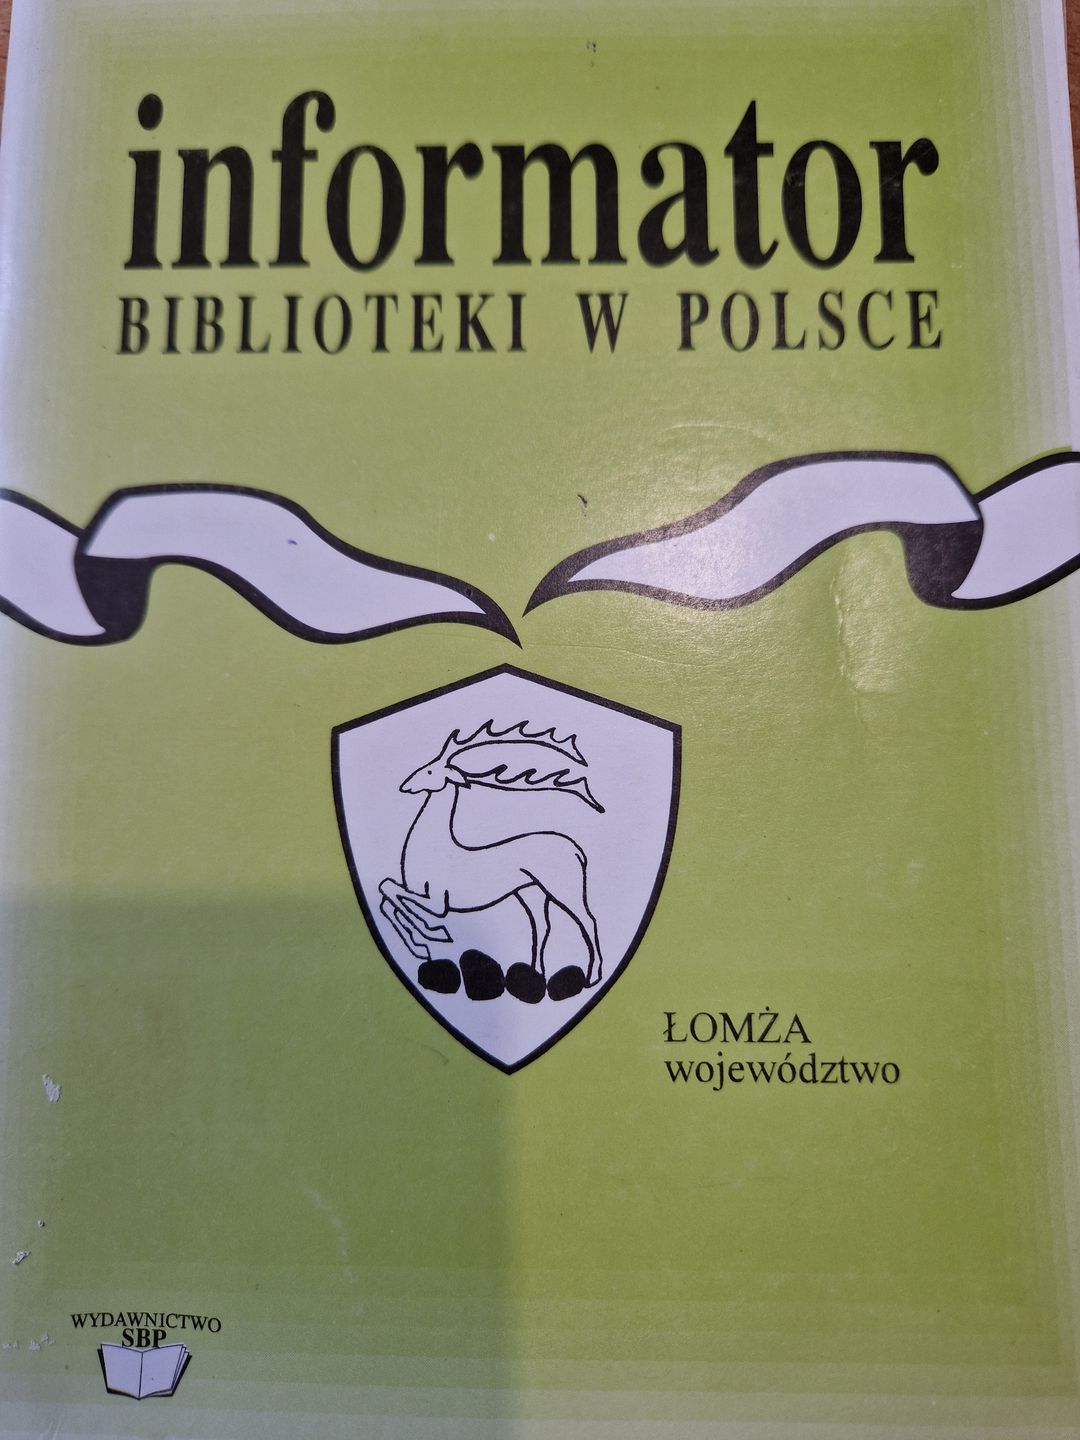 informator
BIBLIOTEKI W POLSCE
ŁOMŻA
województwo
WYDAWNICTWO
SBP